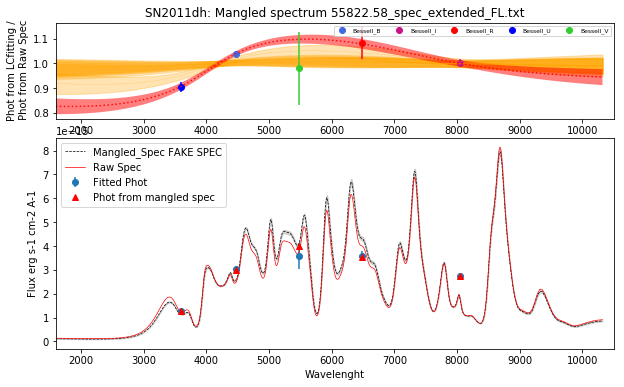 SN2011dh: Mangled spectrum 55822.58_spec_extended_FL.txt
Phot from LCfitting /
Phot from Raw Spec
1.1
1.0
0.9
0.8
Bessell_B
Bessell_I
Bessell_R
Bessell_U
Bessell_V
2000 3000 4000 5000 6000 7000 8000 9000 10000
Flux erg s-1 cm-2 A-1
8
7
6
5
4
3
2
1
0
Mangled_Spec FAKE SPEC
Raw Spec
Fitted Phot
Phot from mangled spec
2000 3000 4000 5000 6000 7000 8000 9000 10000
Wavelenght